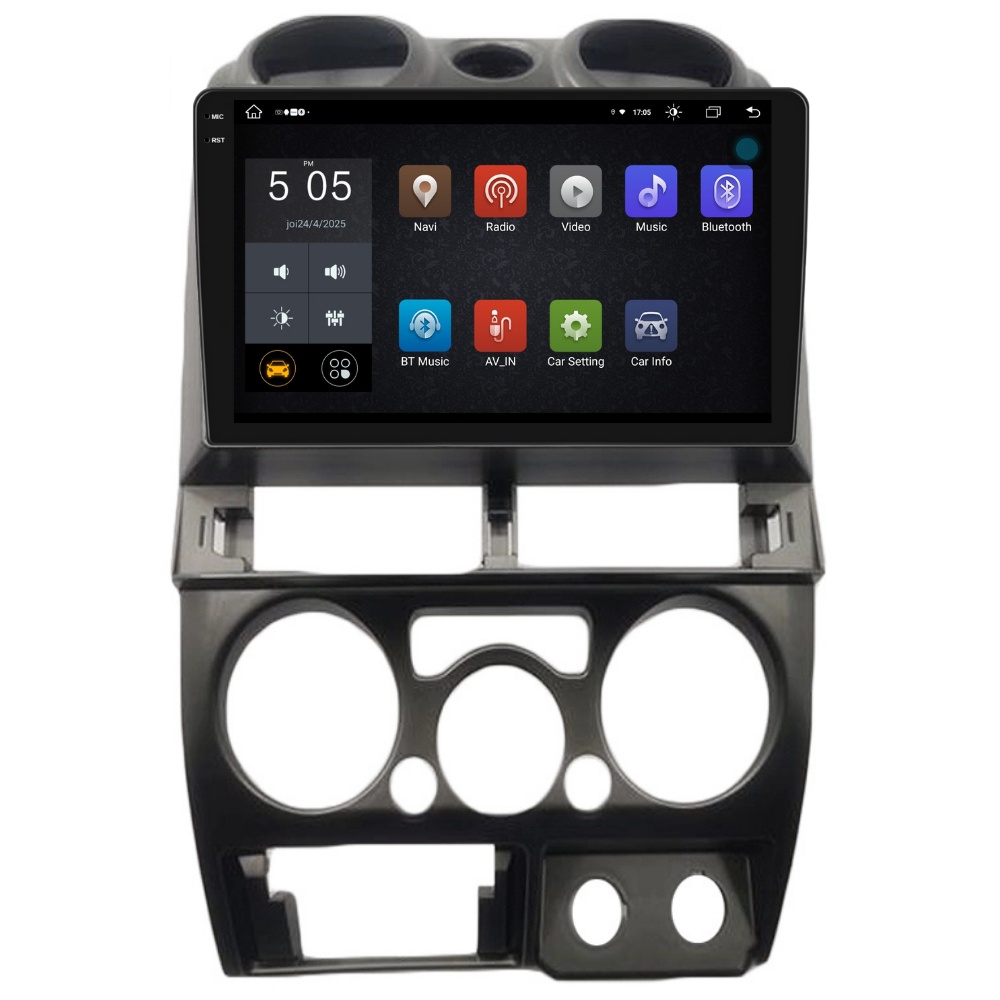 MIC
RST
17:05
PM
5 05
joi24/4/2025
Navi
Radio
Video
Music
Bluetooth
BT Music
AV_IN
Car Setting
Car Info